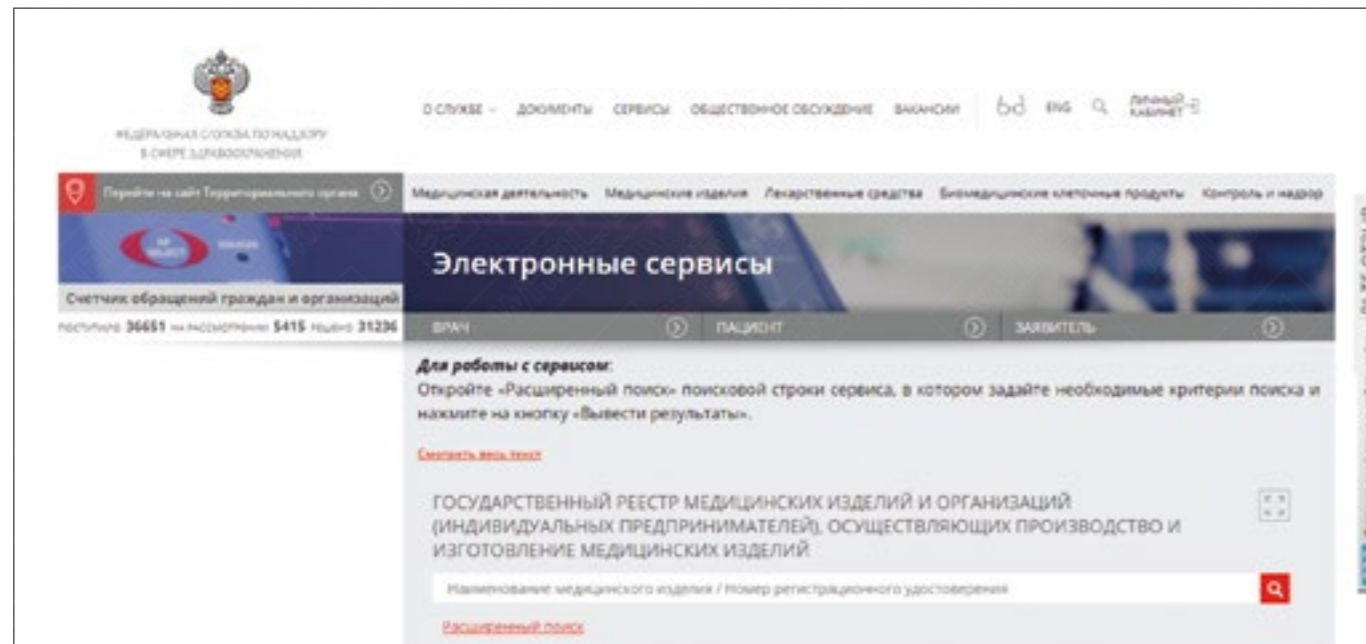 О СЛУЖБЕ ДОКУМЕНТЫ СЕРВИСЫ ОБЩЕСТВЕННОЕ ОБСУЖДЕНИЕ ВАКАНСИИ ENG ЛИЧНЫЙ КАБИНЕТ
ФЕДЕРАЛЬНАЯ СЛУЖБА ПО НАДЗОРУ
В СФЕРЕ ЗДРАВООХРАНЕНИЯ
Перейти на сайт Территориального органа
Медицинская деятельность Медицинские изделия Лекарственные средства Биомедицинские клеточные продукты Контроль и надзор
Электронные сервисы
Счетчик обращений граждан и организаций
ПОСТУПИЛО 36651 НА РАССМОТРЕНИИ 5415 РЕШЕНО 31236
ВРАЧ ПАЦИЕНТ ЗАЯВИТЕЛЬ
Для работы с сервисом:
Откройте «Расширенный поиск» поисковой строки сервиса, в котором задайте необходимые критерии поиска и
нажмите на кнопку «Вывести результаты».
Смотреть весь текст
ГОСУДАРСТВЕННЫЙ РЕЕСТР МЕДИЦИНСКИХ ИЗДЕЛИЙ И ОРГАНИЗАЦИЙ
(ИНДИВИДУАЛЬНЫХ ПРЕДПРИНИМАТЕЛЕЙ), ОСУЩЕСТВЛЯЮЩИХ ПРОИЗВОДСТВО И
ИЗГОТОВЛЕНИЕ МЕДИЦИНСКИХ ИЗДЕЛИЙ
Наименование медицинского изделия / Номер регистрационного удостоверения
Расширенный поиск